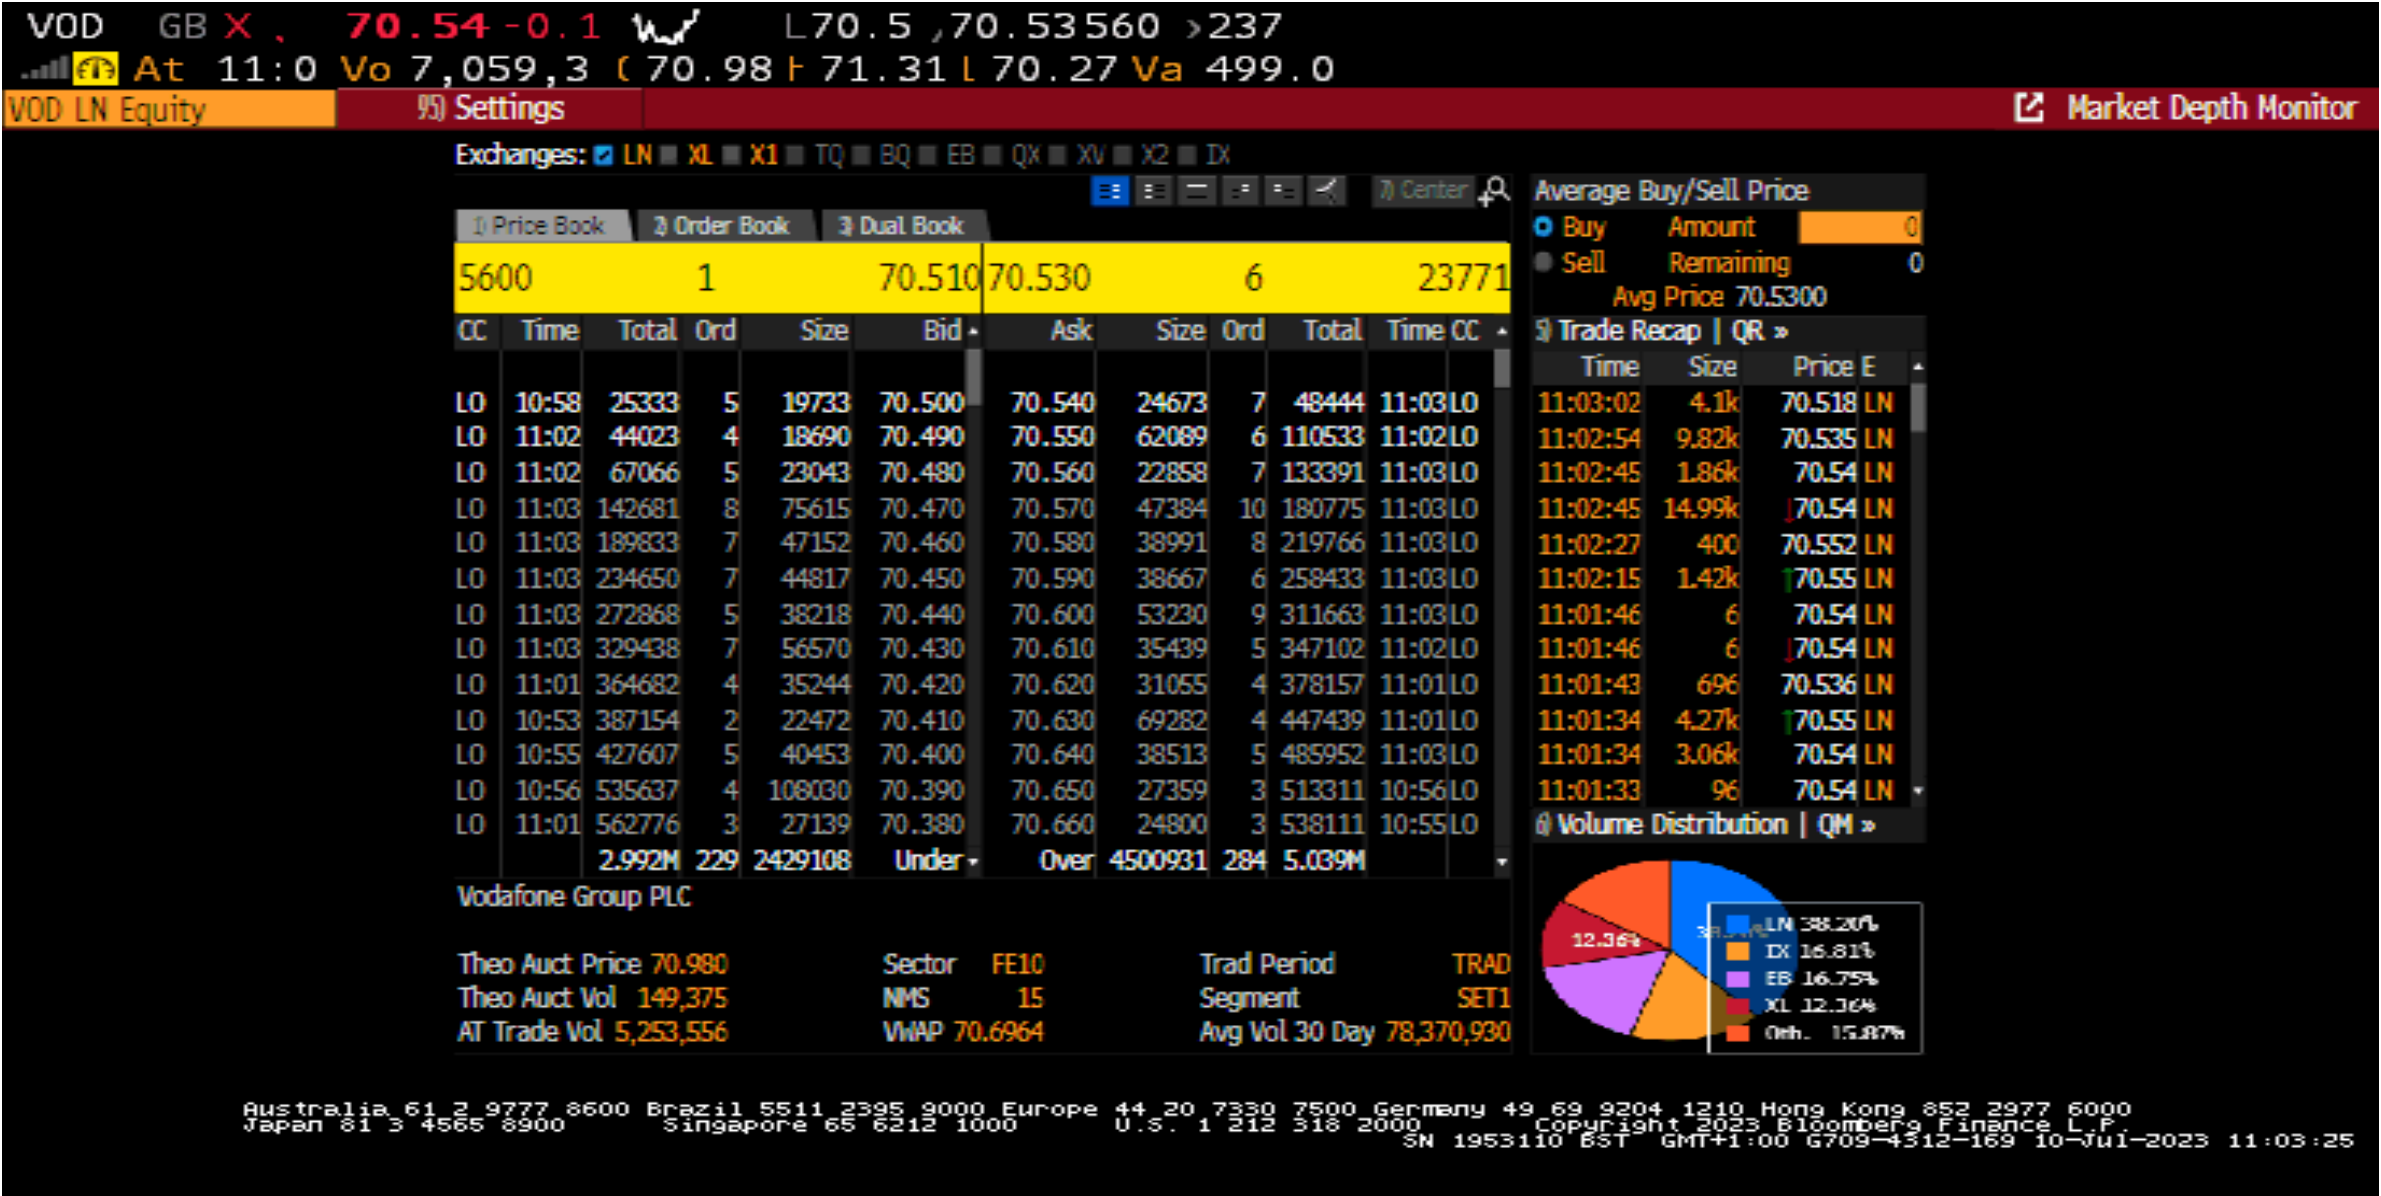 VOD GB X 70.54 -0.1 L 70.5 ,70.53560 >237
At 11:0 Vo 7,059,3 70.98 H 71.31 L 70.27 Va 499.0
VOD LN Equity 95) Settings Market Depth Monitor
Exchanges: LN XL X1 TQ BQ EB QX XV X2 IX
7) Center
1) Price Book 2) Order Book 3) Dual Book
5600 1 70.510 70.530 6 23771
CC Time Total Ord Size Bid Ask Size Ord Total Time CC
LO 10:58 25333 5 19733 70.500 70.540 24673 7 48444 11:03 LO
LO 11:02 44023 4 18690 70.490 70.550 62089 6 110533 11:02 LO
LO 11:02 67066 5 23043 70.480 70.560 22858 7 133391 11:03 LO
LO 11:03 142681 8 75615 70.470 70.570 47384 10 180775 11:03 LO
LO 11:03 189833 7 47152 70.460 70.580 38991 8 219766 11:03 LO
LO 11:03 234650 7 44817 70.450 70.590 38667 6 258433 11:03 LO
LO 11:03 272868 5 38218 70.440 70.600 53230 9 311663 11:03 LO
LO 11:03 329438 7 56570 70.430 70.610 35439 5 347102 11:02 LO
LO 11:01 364682 4 35244 70.420 70.620 31055 4 378157 11:01 LO
LO 10:53 387154 2 22472 70.410 70.630 69282 4 447439 11:01 LO
LO 10:55 427607 5 40453 70.400 70.640 38513 5 485952 11:03 LO
LO 10:56 535637 4 108030 70.390 70.650 27359 3 513311 10:56 LO
LO 11:01 562776 3 27139 70.380 70.660 24800 3 538111 10:55 LO
2.992M 229 2429108 Under Over 4500931 284 5.039M
Average Buy/Sell Price
Buy Amount 0
Sell Remaining 0
Avg Price 70.5300
5) Trade Recap | QR »
Time Size Price E
11:03:02 4.1k 70.518 LN
11:02:54 9.82k 70.535 LN
11:02:45 1.86k 70.54 LN
11:02:45 14.99k ↓70.54 LN
11:02:27 400 70.552 LN
11:02:15 1.42k ↑70.55 LN
11:01:46 6 70.54 LN
11:01:46 6 ↓70.54 LN
11:01:43 696 70.536 LN
11:01:34 4.27k ↑70.55 LN
11:01:34 3.06k 70.54 LN
11:01:33 96 70.54 LN
6) Volume Distribution | QM »
12.36%
LN 38.20%
IX 16.81%
EB 16.75%
XL 12.36%
Oth. 15.87%
Vodafone Group PLC
Theo Auct Price 70.980 Sector FE10 Trad Period TRAD
Theo Auct Vol 149,375 NMS 15 Segment SET1
AT Trade Vol 5,253,556 VWAP 70.6964 Avg Vol 30 Day 78,370,930
Australia 61 2 9777 8600 Brazil 5511 2395 9000 Europe 44 20 7330 7500 Germany 49 69 9204 1210 Hong Kong 852 2977 6000
Japan 81 3 4565 8900 Singapore 65 6212 1000 U.S. 1 212 318 2000 Copyright 2023 Bloomberg Finance L.P.
SN 1953110 BST GMT+1:00 G709-4312-169 10-Jul-2023 11:03:25